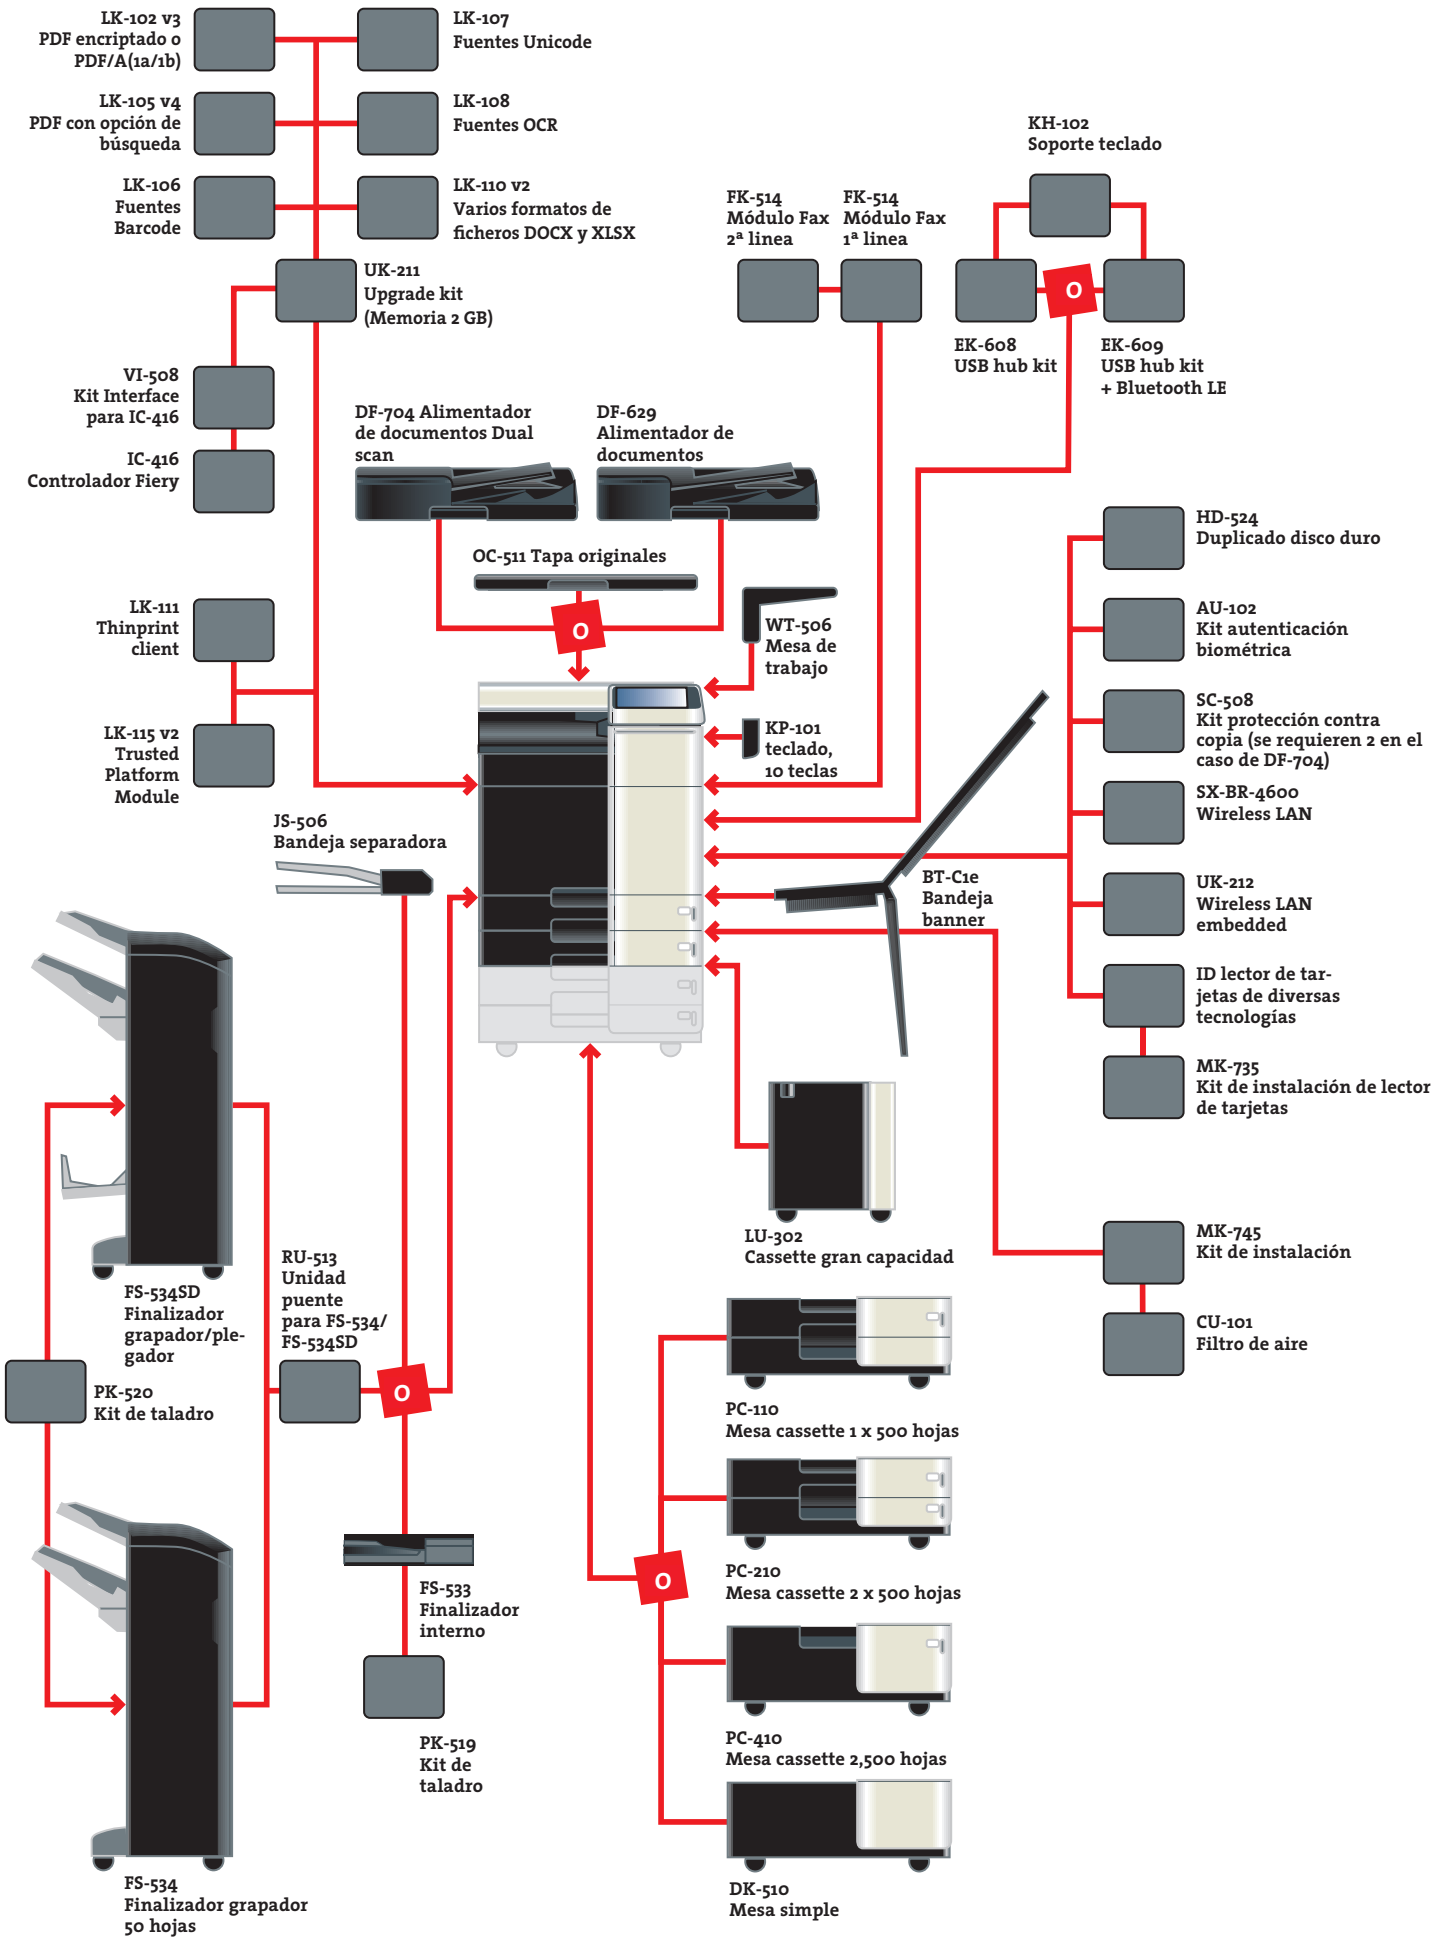 LK-102 v3
PDF encriptado o
PDF/A(1a/1b)
LK-107
Fuentes Unicode
LK-105 v4
PDF con opción de
búsqueda
LK-108
Fuentes OCR
LK-106
Fuentes
Barcode
LK-110 v2
Varios formatos de
ficheros DOCX y XLSX
UK-211
Upgrade kit
(Memoria 2 GB)
VI-508
Kit Interface
para IC-416
IC-416
Controlador Fiery
KH-102
Soporte teclado
FK-514
Módulo Fax
2ª linea
FK-514
Módulo Fax
1ª linea
O
EK-608
USB hub kit
EK-609
USB hub kit
+ Bluetooth LE
DF-704 Alimentador
de documentos Dual
scan
DF-629
Alimentador de
documentos
OC-511 Tapa originales
O
WT-506
Mesa de
trabajo
KP-101
teclado,
10 teclas
HD-524
Duplicado disco duro
AU-102
Kit autenticación
biométrica
SC-508
Kit protección contra
copia (se requieren 2 en el
caso de DF-704)
SX-BR-4600
Wireless LAN
UK-212
Wireless LAN
embedded
ID lector de tar-
jetas de diversas
tecnologías
MK-735
Kit de instalación de lector
de tarjetas
LK-111
Thinprint
client
LK-115 v2
Trusted
Platform
Module
JS-506
Bandeja separadora
BT-C1e
Bandeja
banner
LU-302
Cassette gran capacidad
MK-745
Kit de instalación
CU-101
Filtro de aire
FS-534SD
Finalizador
grapador/ple-
gador
RU-513
Unidad
puente
para FS-534/
FS-534SD
PK-520
Kit de taladro
O
PC-110
Mesa cassette 1 x 500 hojas
PC-210
Mesa cassette 2 x 500 hojas
O
FS-533
Finalizador
interno
PK-519
Kit de
taladro
PC-410
Mesa cassette 2,500 hojas
DK-510
Mesa simple
FS-534
Finalizador grapador
50 hojas